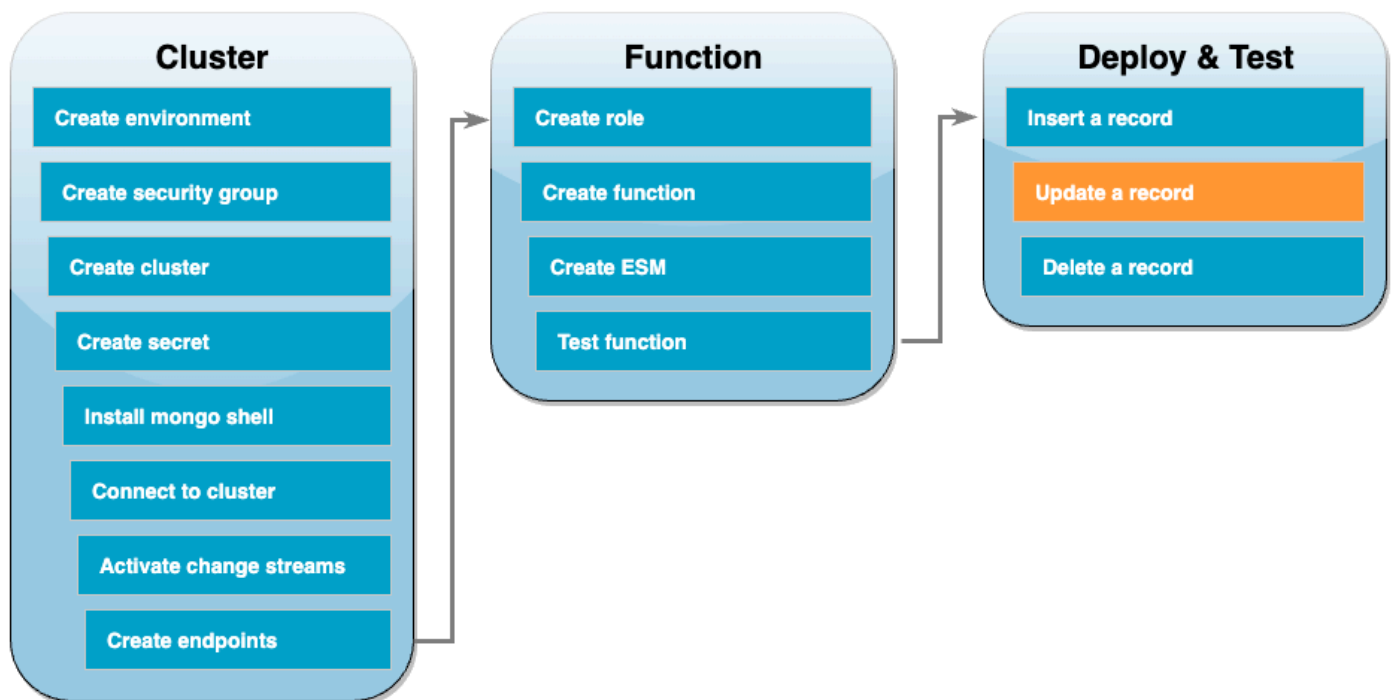 Cluster
Create environment
Create security group
Create cluster
Create secret
Install mongo shell
Connect to cluster
Activate change streams
Create endpoints
Function
Create role
Create function
Create ESM
Test function
Deploy & Test
Insert a record
Update a record
Delete a record